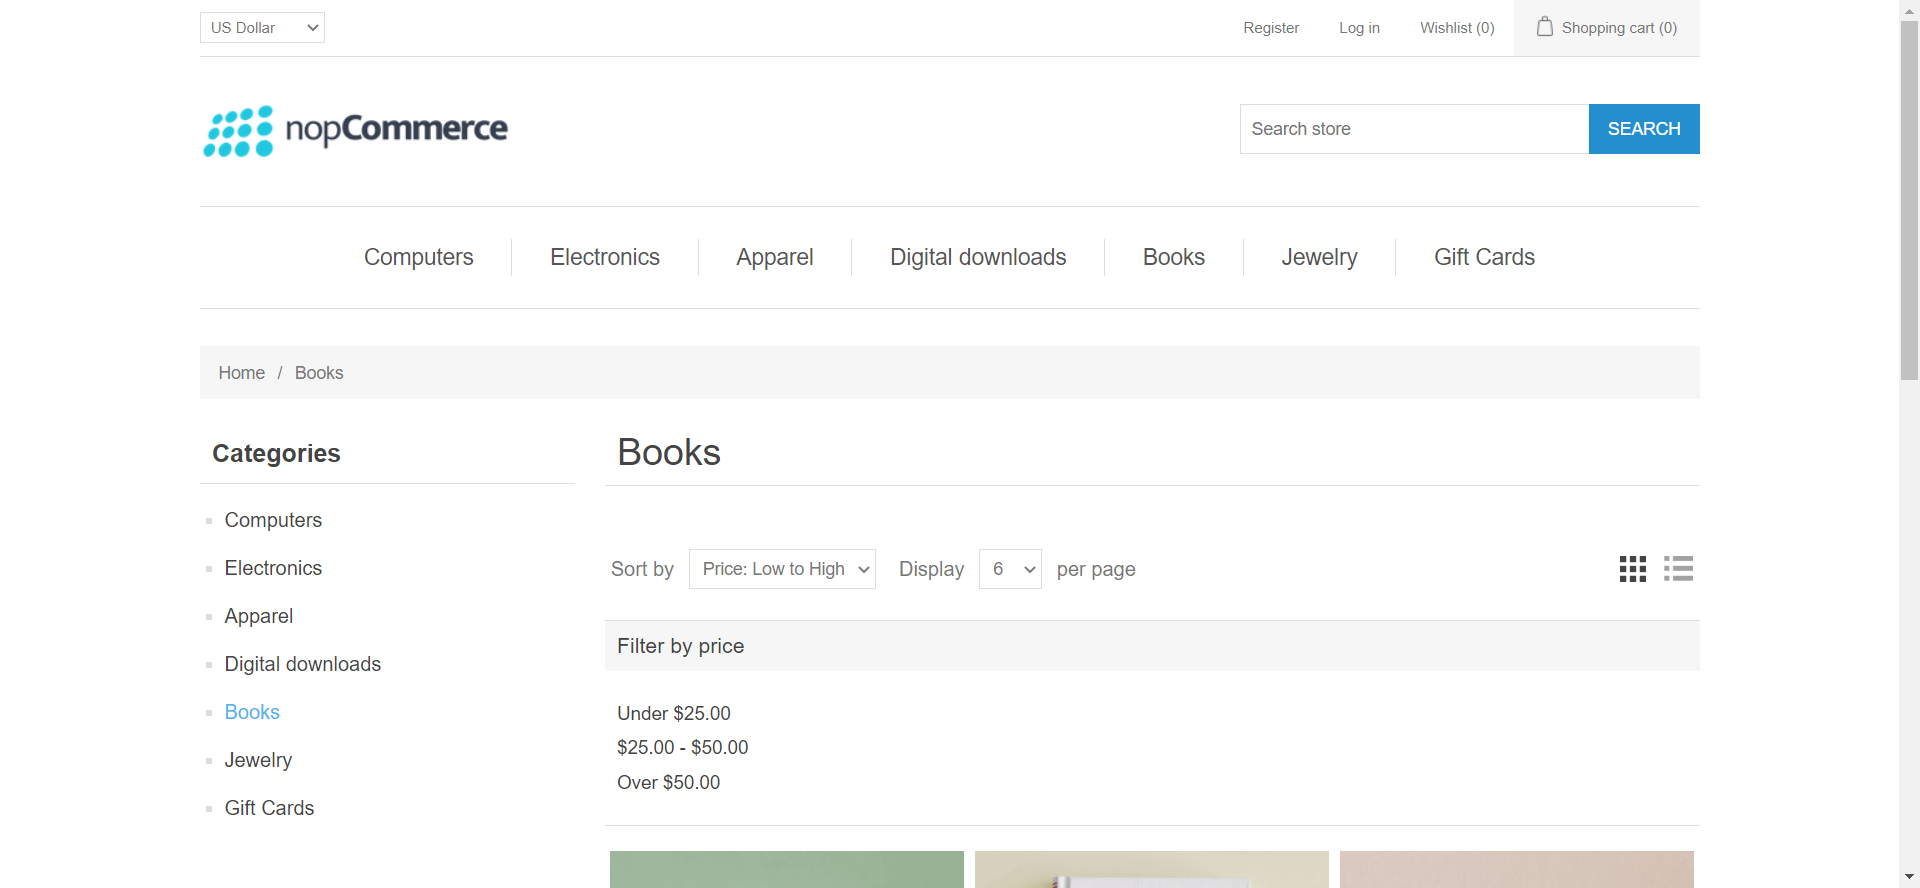 US Dollar
Register
Log in
Wishlist (0)
Shopping cart (0)
nopCommerce
Search store
SEARCH
Computers
Electronics
Apparel
Digital downloads
Books
Jewelry
Gift Cards
Home / Books
Categories
Computers
Electronics
Apparel
Digital downloads
Books
Jewelry
Gift Cards
Books
Sort by Price: Low to High Display 6 per page
Filter by price
Under $25.00
$25.00 - $50.00
Over $50.00